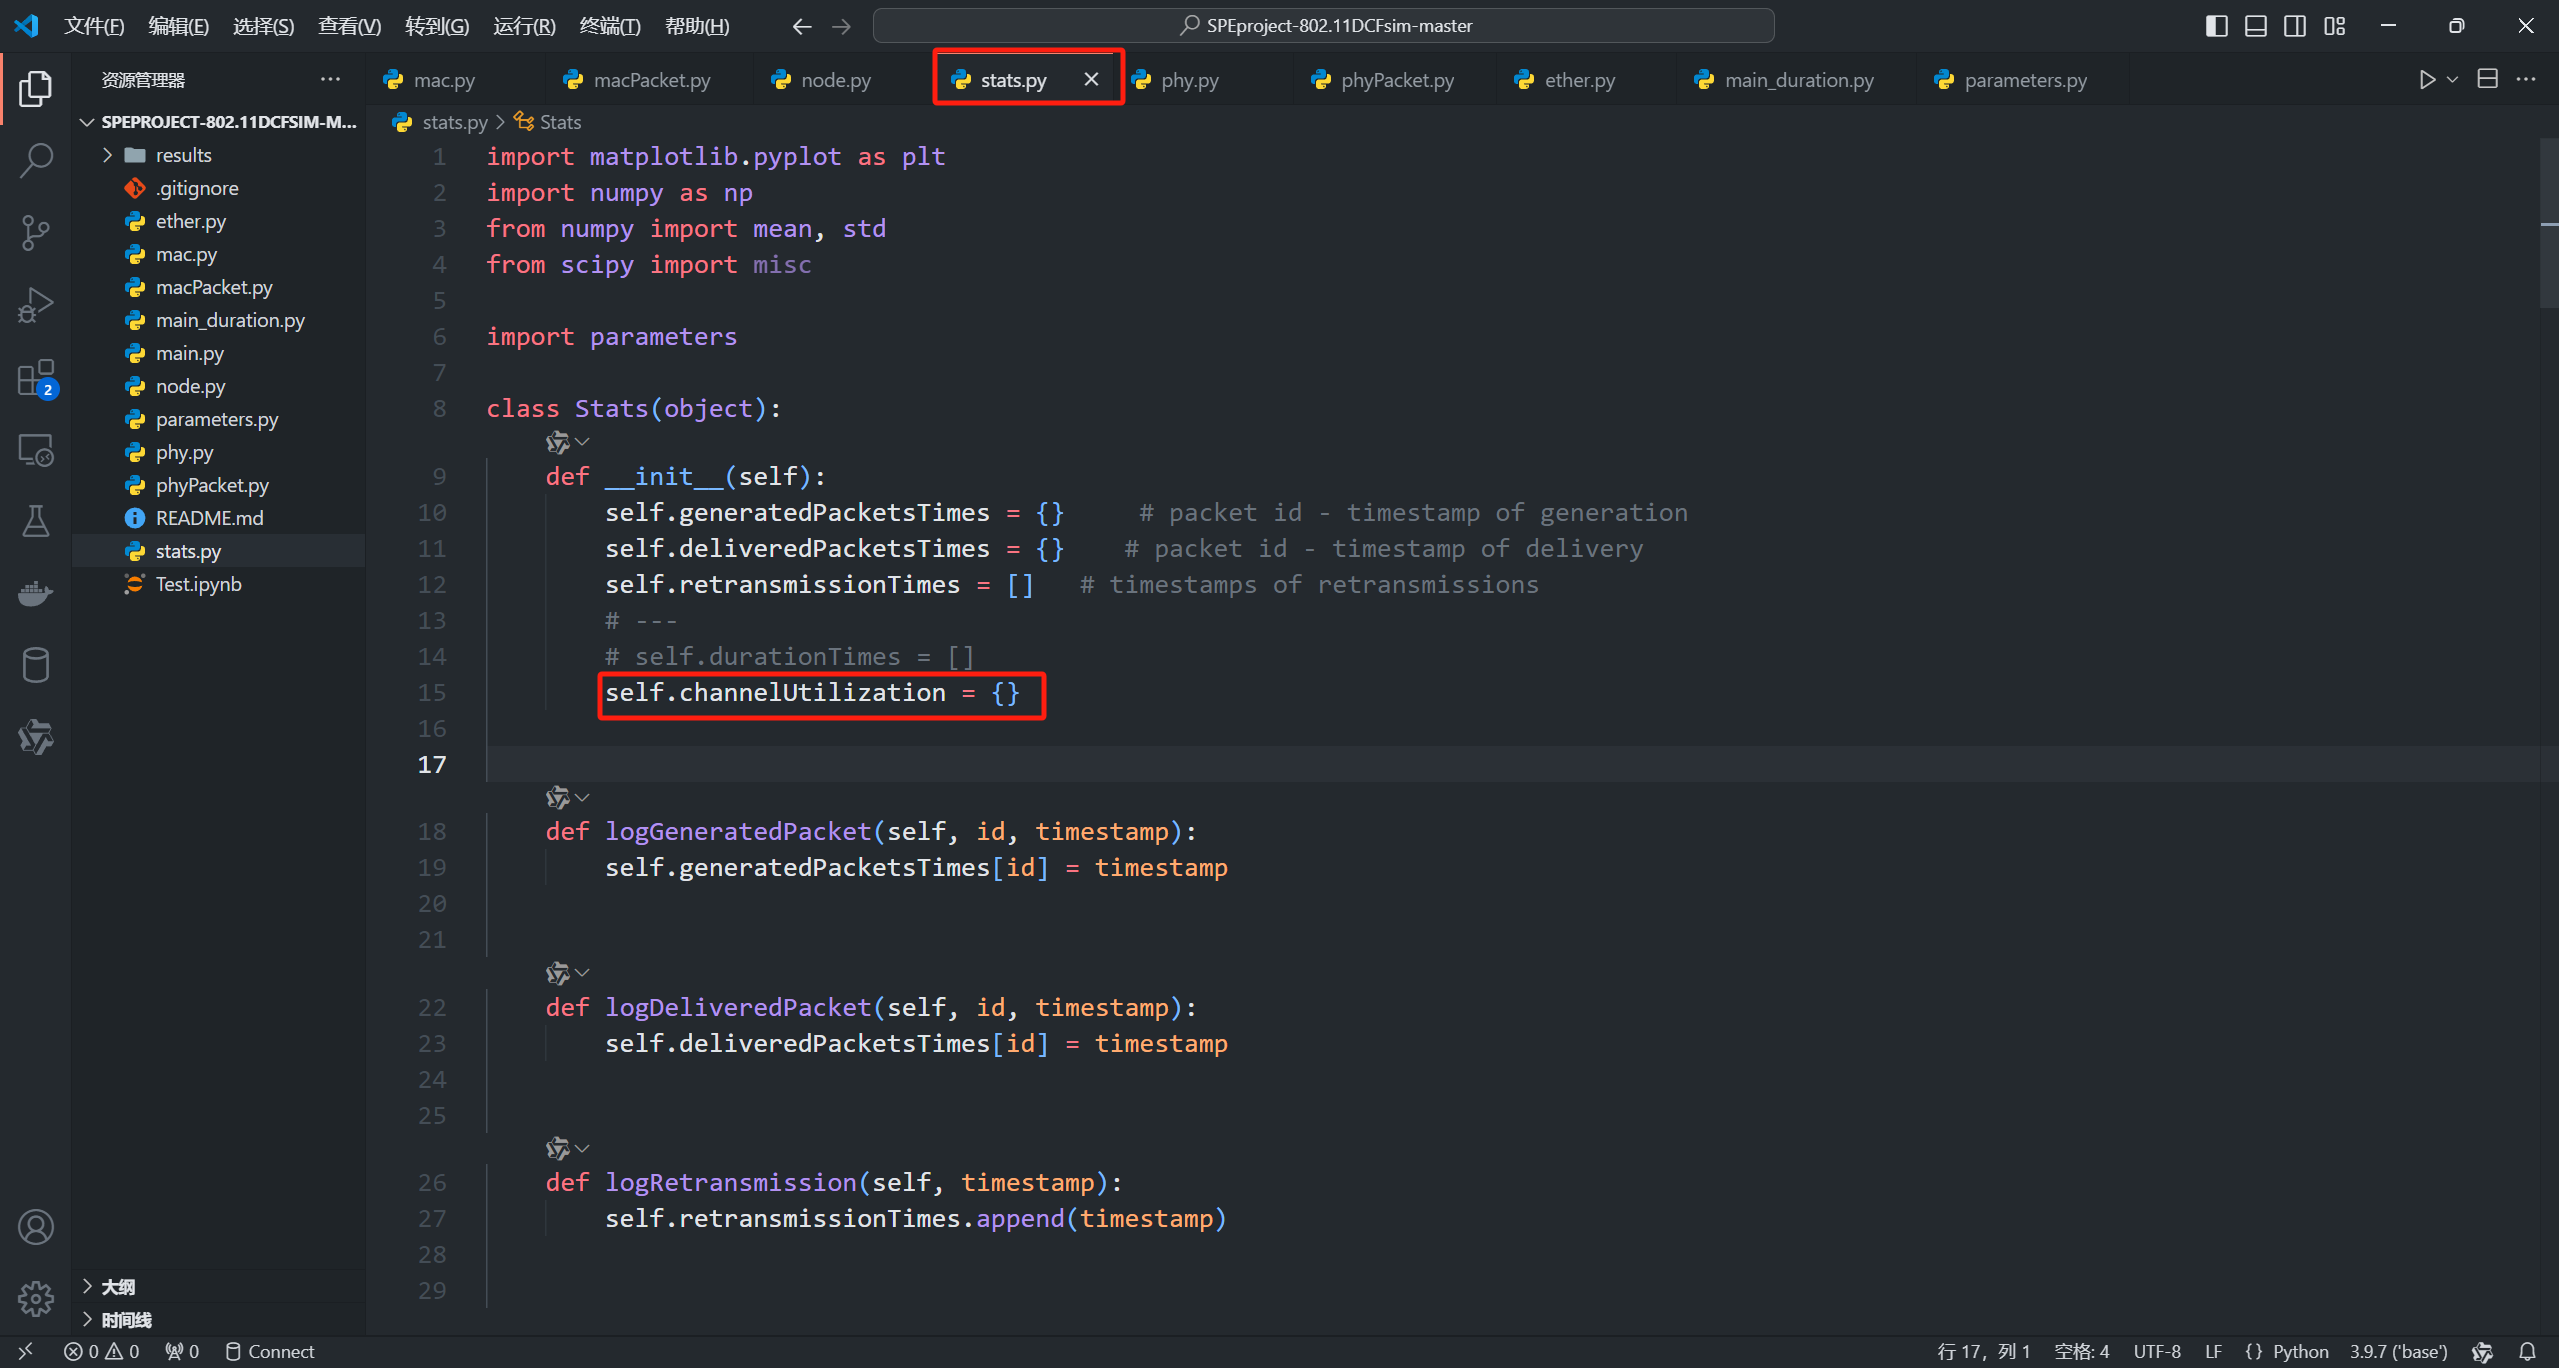 文件(F) 编辑(E) 选择(S) 查看(V) 转到(G) 运行(R) 终端(T) 帮助(H) SPEproject-802.11DCFsim-master
资源管理器
mac.py macPacket.py node.py stats.py phy.py phyPacket.py ether.py main_duration.py parameters.py
SPEPROJECT-802.11DCFSIM-M...
results
.gitignore
ether.py
mac.py
macPacket.py
main_duration.py
main.py
node.py
parameters.py
phy.py
phyPacket.py
README.md
stats.py
Test.ipynb
大纲
时间线
2
stats.py > Stats
1 import matplotlib.pyplot as plt
2 import numpy as np
3 from numpy import mean, std
4 from scipy import misc
5
6 import parameters
7
8 class Stats(object):
9 def __init__(self):
10 self.generatedPacketsTimes = {} # packet id - timestamp of generation
11 self.deliveredPacketsTimes = {} # packet id - timestamp of delivery
12 self.retransmissionTimes = [] # timestamps of retransmissions
13 # ---
14 # self.durationTimes = []
15 self.channelUtilization = {}
16
17
18 def logGeneratedPacket(self, id, timestamp):
19 self.generatedPacketsTimes[id] = timestamp
20
21
22 def logDeliveredPacket(self, id, timestamp):
23 self.deliveredPacketsTimes[id] = timestamp
24
25
26 def logRetransmission(self, timestamp):
27 self.retransmissionTimes.append(timestamp)
28
29
0 0 0 Connect 行 17，列 1 空格: 4 UTF-8 LF {} Python 3.9.7 ('base')